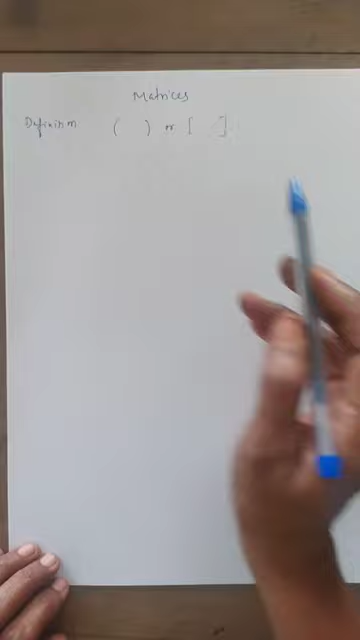 Matrices
Definition ( ) or [ ]